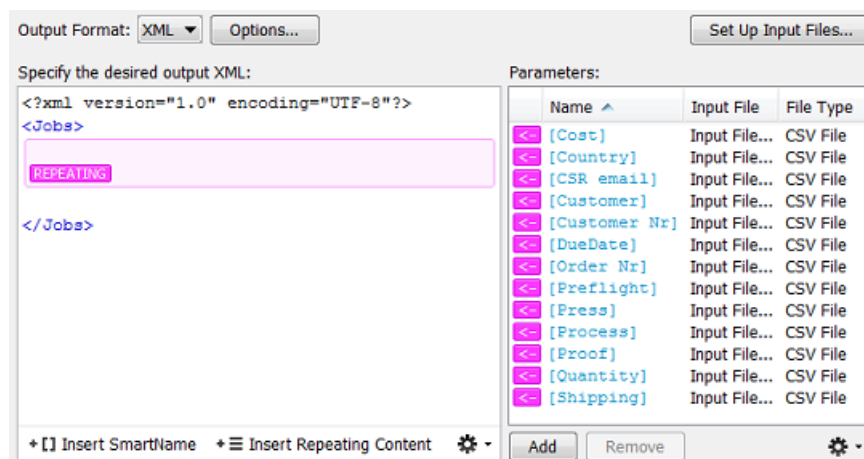 Output Format: XML Options... Set Up Input Files...
Specify the desired output XML: Parameters:
<?xml version="1.0" encoding="UTF-8"?>
<Jobs>
REPEATING
</Jobs>
+[] Insert SmartName +≡ Insert Repeating Content
Name Input File File Type
<- [Cost] Input File... CSV File
<- [Country] Input File... CSV File
<- [CSR email] Input File... CSV File
<- [Customer] Input File... CSV File
<- [Customer Nr] Input File... CSV File
<- [DueDate] Input File... CSV File
<- [Order Nr] Input File... CSV File
<- [Preflight] Input File... CSV File
<- [Press] Input File... CSV File
<- [Process] Input File... CSV File
<- [Proof] Input File... CSV File
<- [Quantity] Input File... CSV File
<- [Shipping] Input File... CSV File
Add Remove